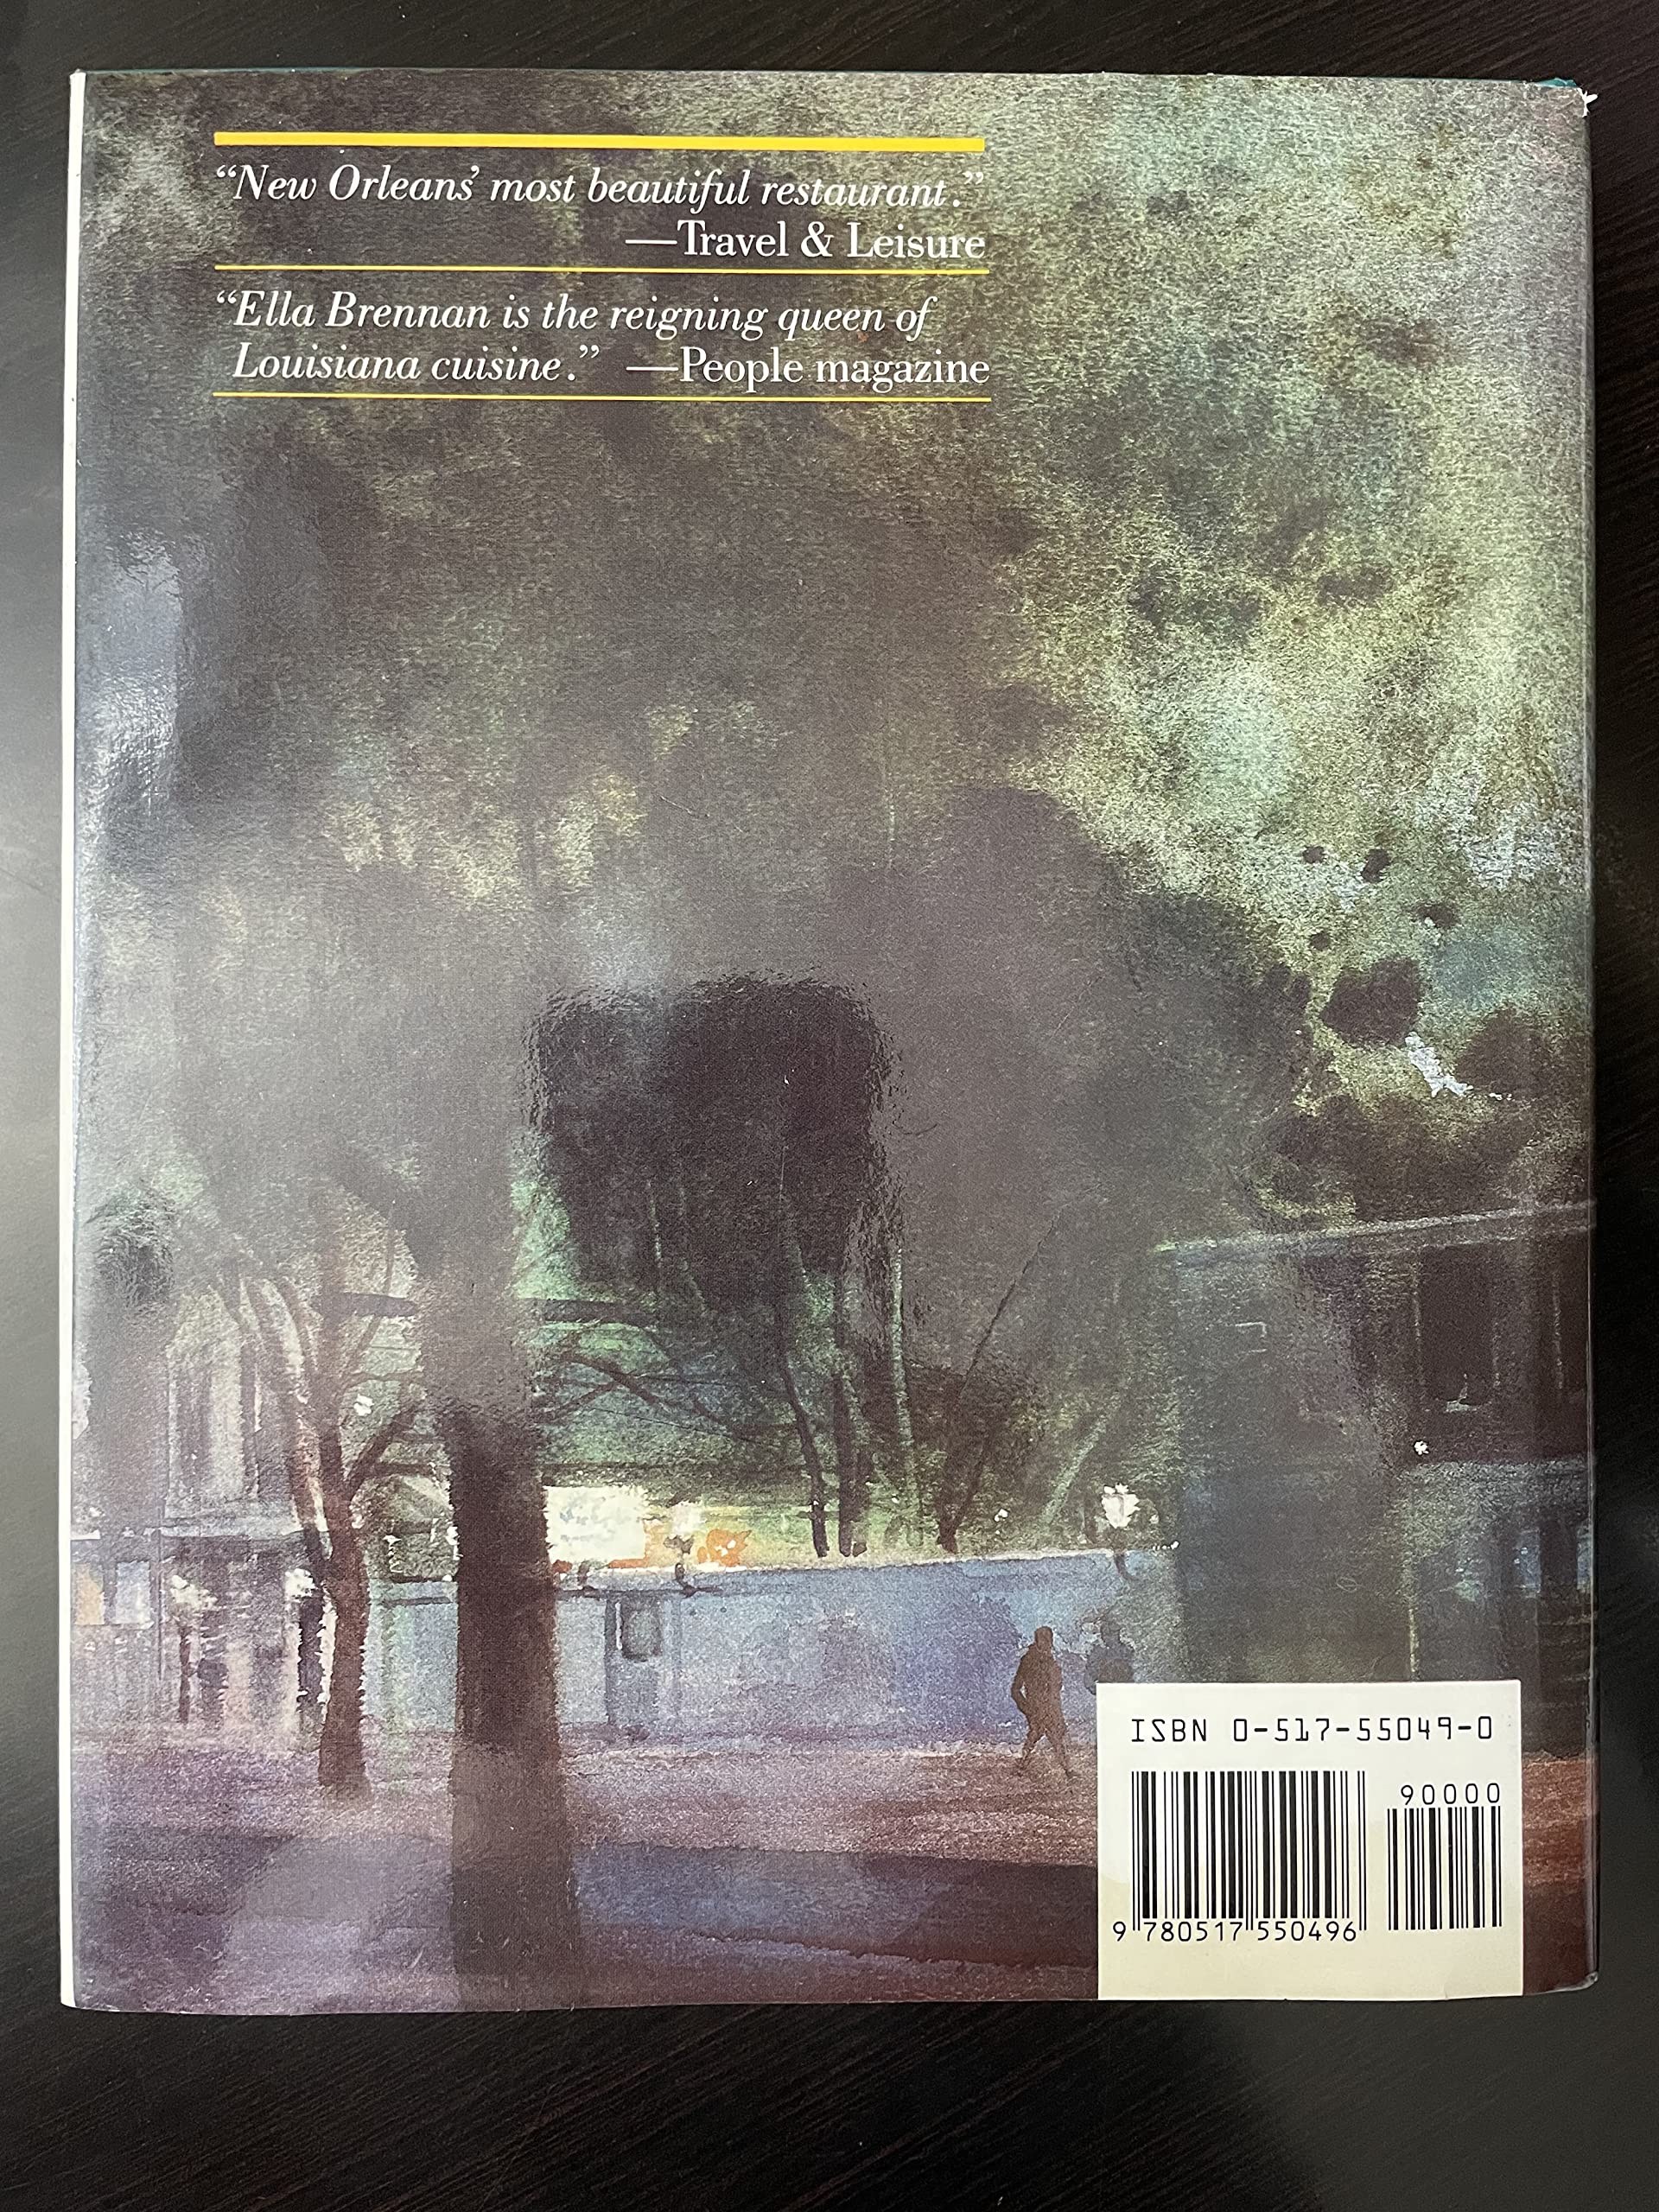 “New Orleans’ most beautiful restaurant.”
—Travel & Leisure
“Ella Brennan is the reigning queen of
Louisiana cuisine.” —People magazine
ISBN 0-517-55049-0
90000
9 780517 550496